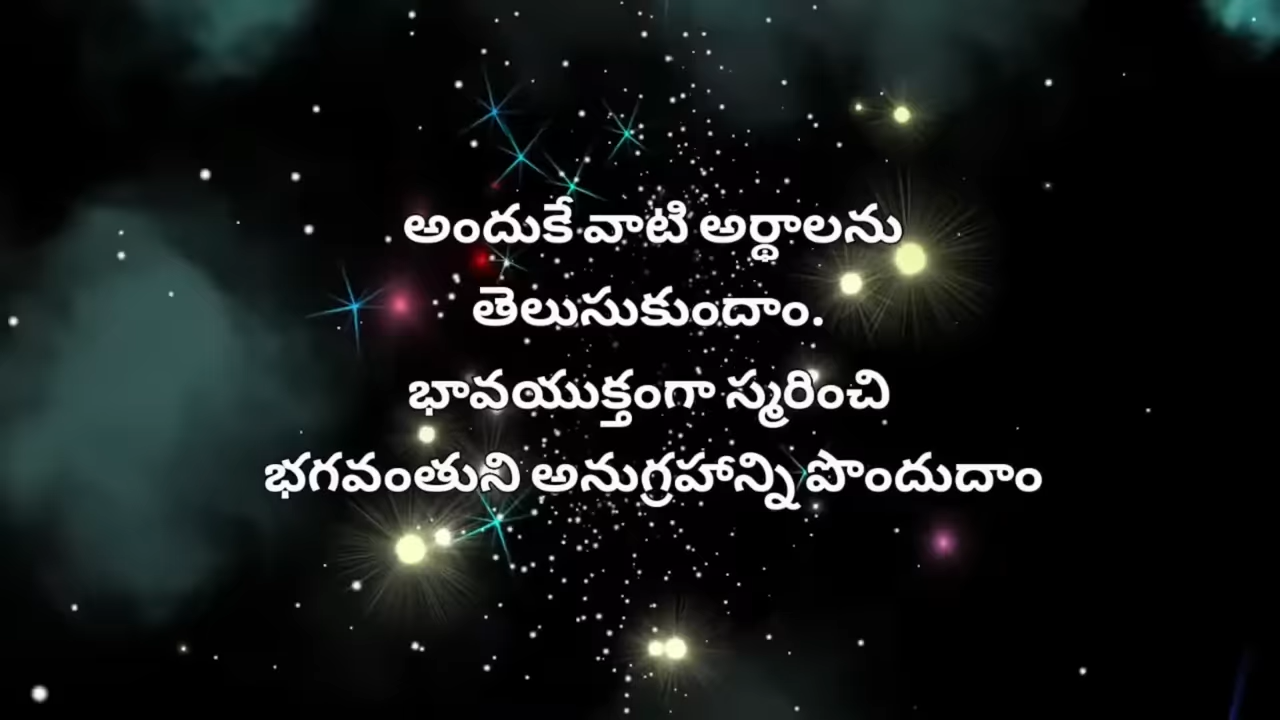 అందుకే వాటి అర్థాలను
తెలుసుకుందాం.
భావయుక్తంగా స్మరించి
భగవంతుని అనుగ్రహాన్ని పొందుదాం